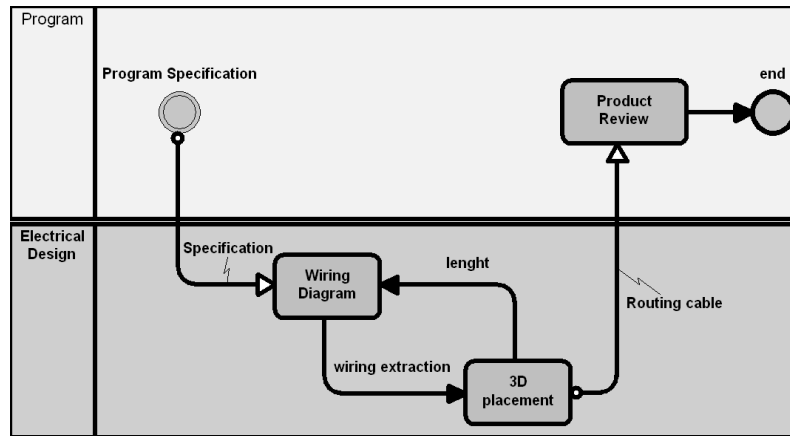 Program
Program Specification
end
Product
Review
Electrical
Design
Specification
Wiring
Diagram
lenght
Routing cable
wiring extraction
3D
placement